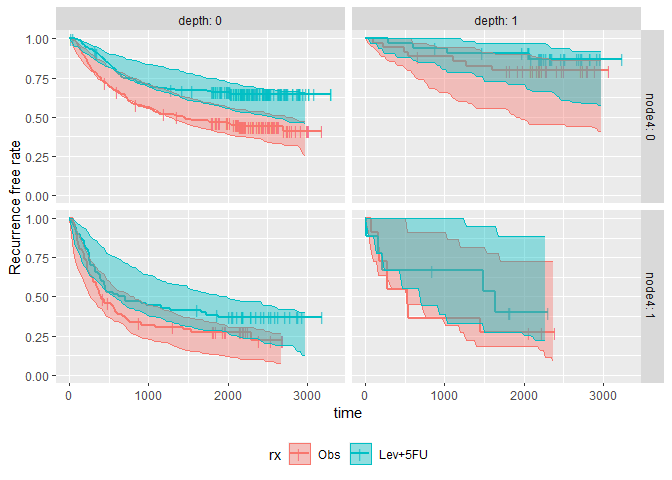 depth: 0
depth: 1
1.00
0.75
0.50
0.25
0.00
node4: 0
1.00
0.75
0.50
0.25
0.00
node4: 1
Recurrence free rate
0 1000 2000 3000
0 1000 2000 3000
time
rx Obs Lev+5FU